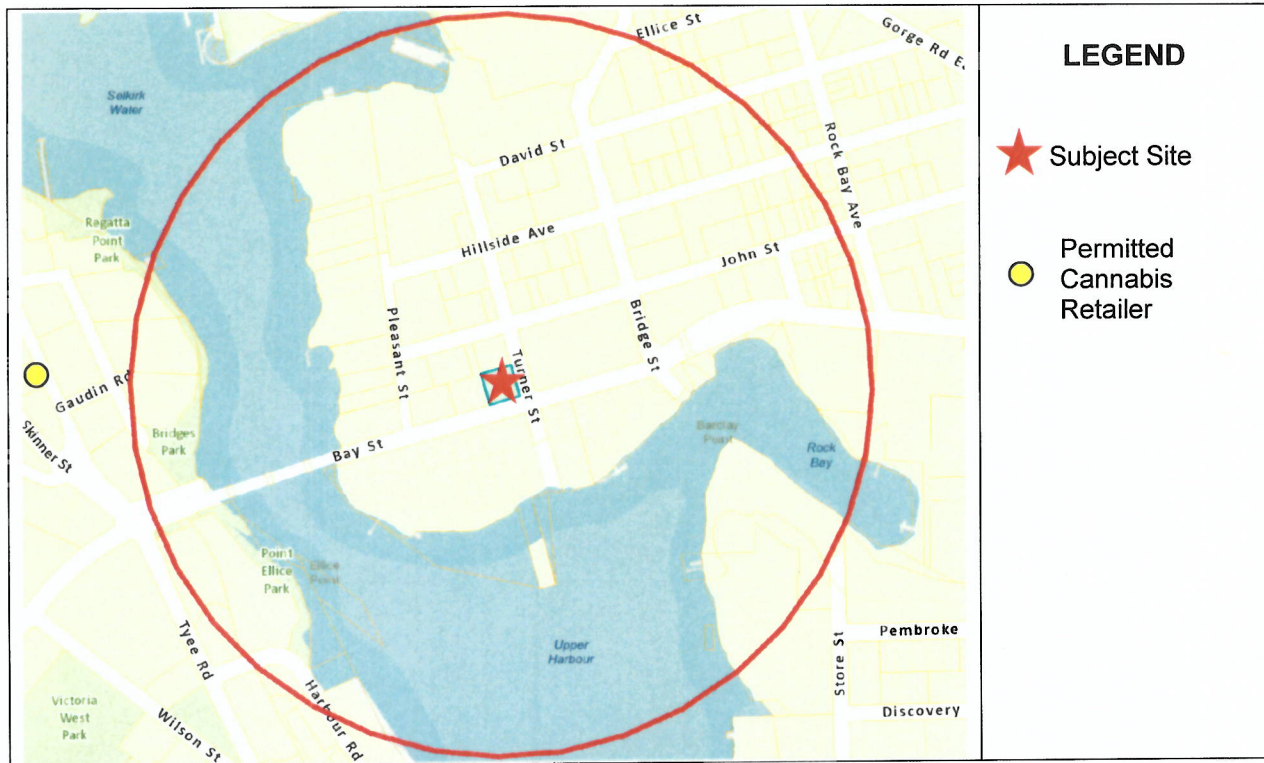 Ellice St
Gorge Rd E.
Selkirk
Water
David St
Rock Bay Ave
Regatta
Point
Park
Hillside Ave
John St
Pleasant St
Bridge St
Turner St
Gaudin Rd
Skinner St
Bridges
Park
Bay St
Barclay
Point
Rock
Bay
Point
Ellice
Park
Ellice
Point
Tyee Rd
Upper
Harbour
Store St
Pembroke
Discovery
Victoria
West
Park
Wilson St
Harbour Rd
LEGEND
Subject Site
Permitted
Cannabis
Retailer